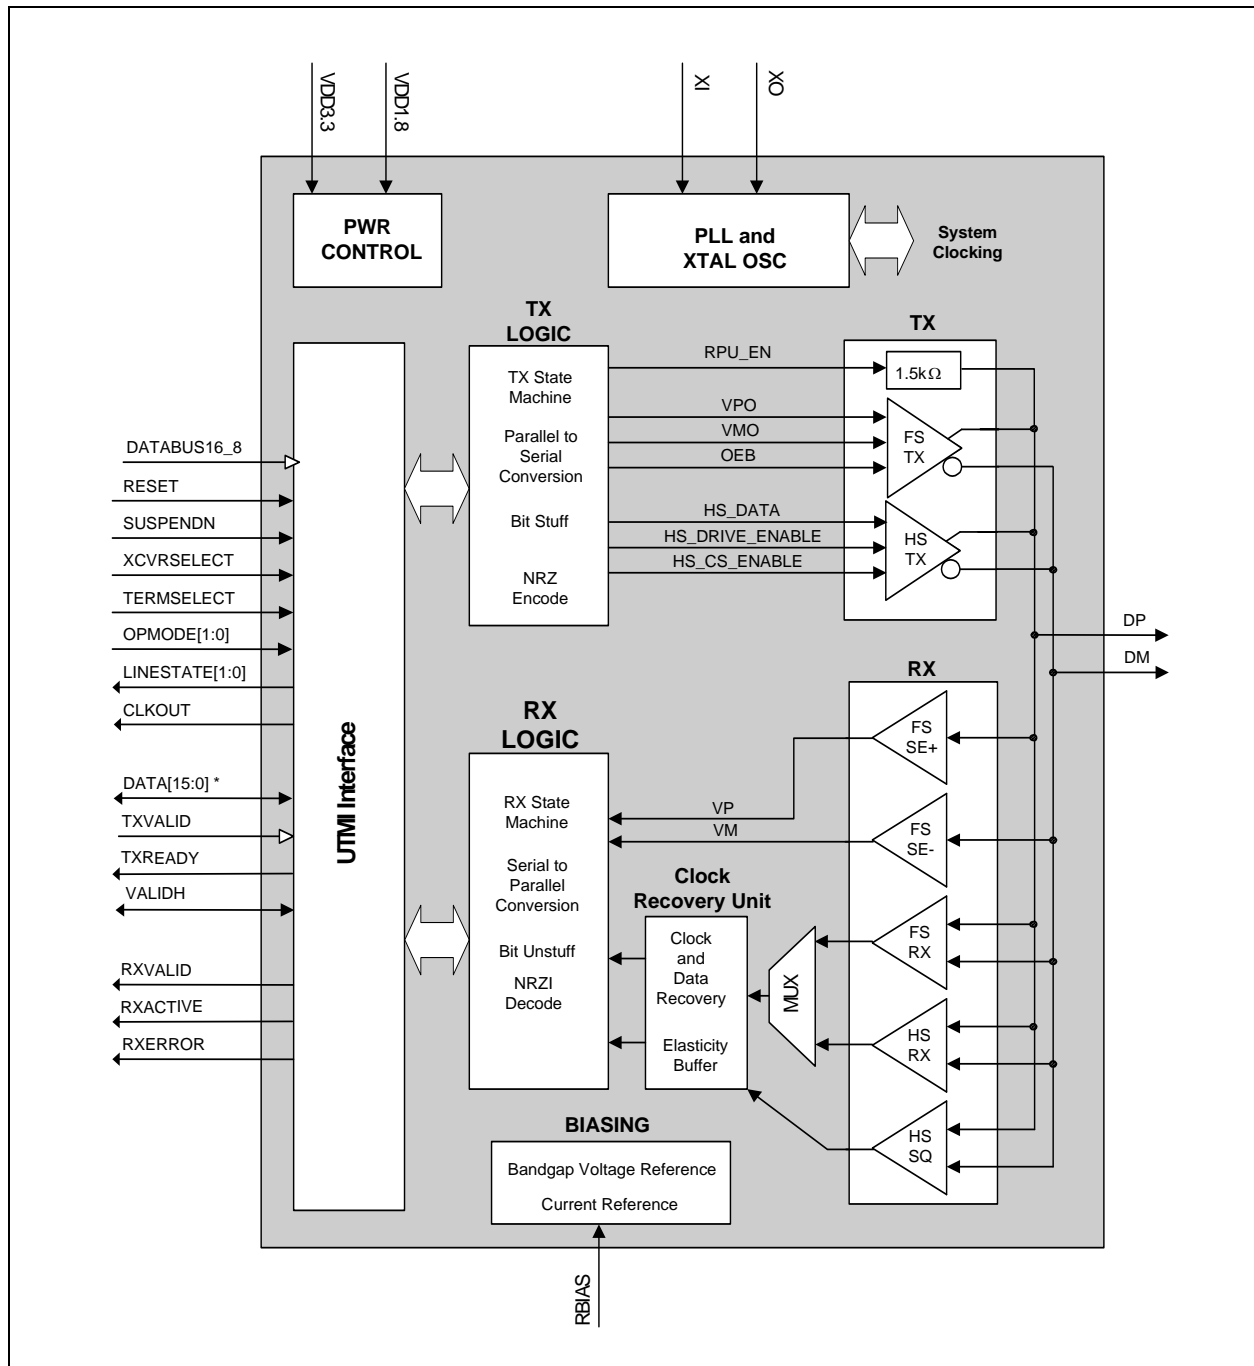 VDD3.3
VDD1.8
XI
XO
PWR
CONTROL
PLL and
XTAL OSC
System
Clocking
TX
LOGIC
TX State
Machine
Parallel to
Serial
Conversion
Bit Stuff
NRZ
Encode
RPU_EN
VPO
VMO
OEB
HS_DATA
HS_DRIVE_ENABLE
HS_CS_ENABLE
TX
1.5kΩ
FS
TX
HS
TX
DATABUS16_8
RESET
SUSPENDN
XCVRSELECT
TERMSELECT
OPMODE[1:0]
LINESTATE[1:0]
CLKOUT
DATA[15:0] *
TXVALID
TXREADY
VALIDH
RXVALID
RXACTIVE
RXERROR
UTMI Interface
DP
DM
RX
LOGIC
RX State
Machine
Serial to
Parallel
Conversion
Bit Unstuff
NRZI
Decode
VP
VM
Clock
Recovery Unit
Clock
and
Data
Recovery
Elasticity
Buffer
MUX
RX
FS
SE+
FS
SE-
FS
RX
HS
RX
HS
SQ
BIASING
Bandgap Voltage Reference
Current Reference
RBIAS